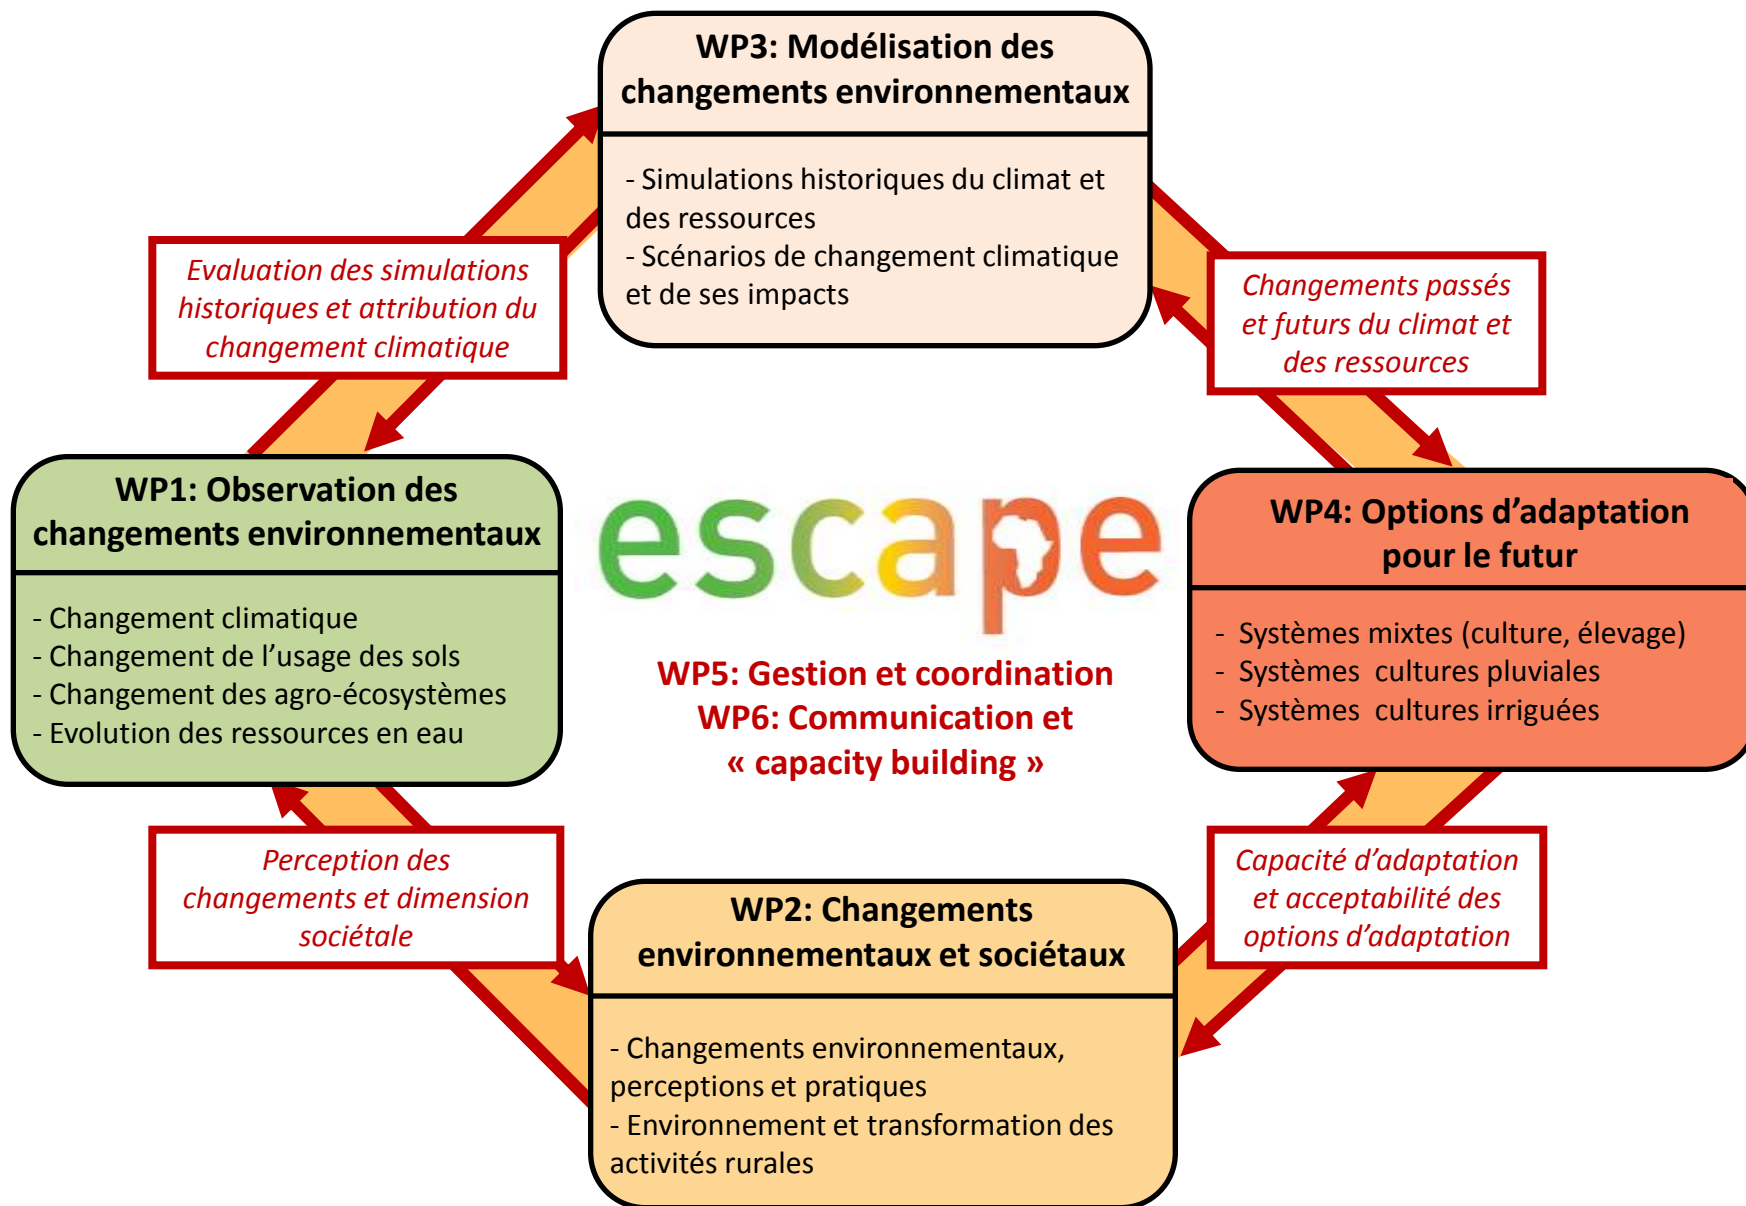 WP3: Modélisation des
changements environnementaux
- Simulations historiques du climat et
des ressources
- Scénarios de changement climatique
et de ses impacts
Evaluation des simulations
historiques et attribution du
changement climatique
Changements passés
et futurs du climat et
des ressources
WP1: Observation des
changements environnementaux
- Changement climatique
- Changement de l’usage des sols
- Changement des agro-écosystèmes
- Evolution des ressources en eau
escape
WP5: Gestion et coordination
WP6: Communication et
« capacity building »
WP4: Options d’adaptation
pour le futur
- Systèmes mixtes (culture, élevage)
- Systèmes cultures pluviales
- Systèmes cultures irriguées
Perception des
changements et dimension
sociétale
Capacité d’adaptation
et acceptabilité des
options d’adaptation
WP2: Changements
environnementaux et sociétaux
- Changements environnementaux,
perceptions et pratiques
- Environnement et transformation des
activités rurales